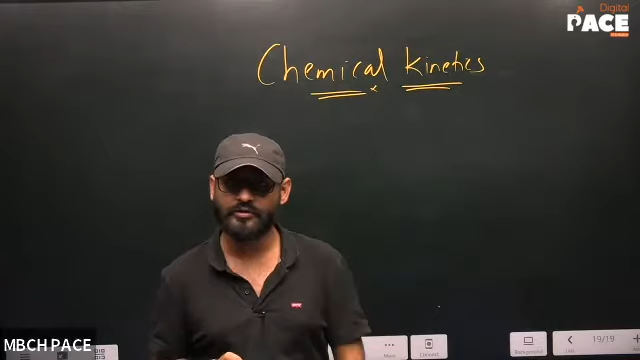 Digital
PACE
Chemical Kinetics
MBCH PACE
19/19